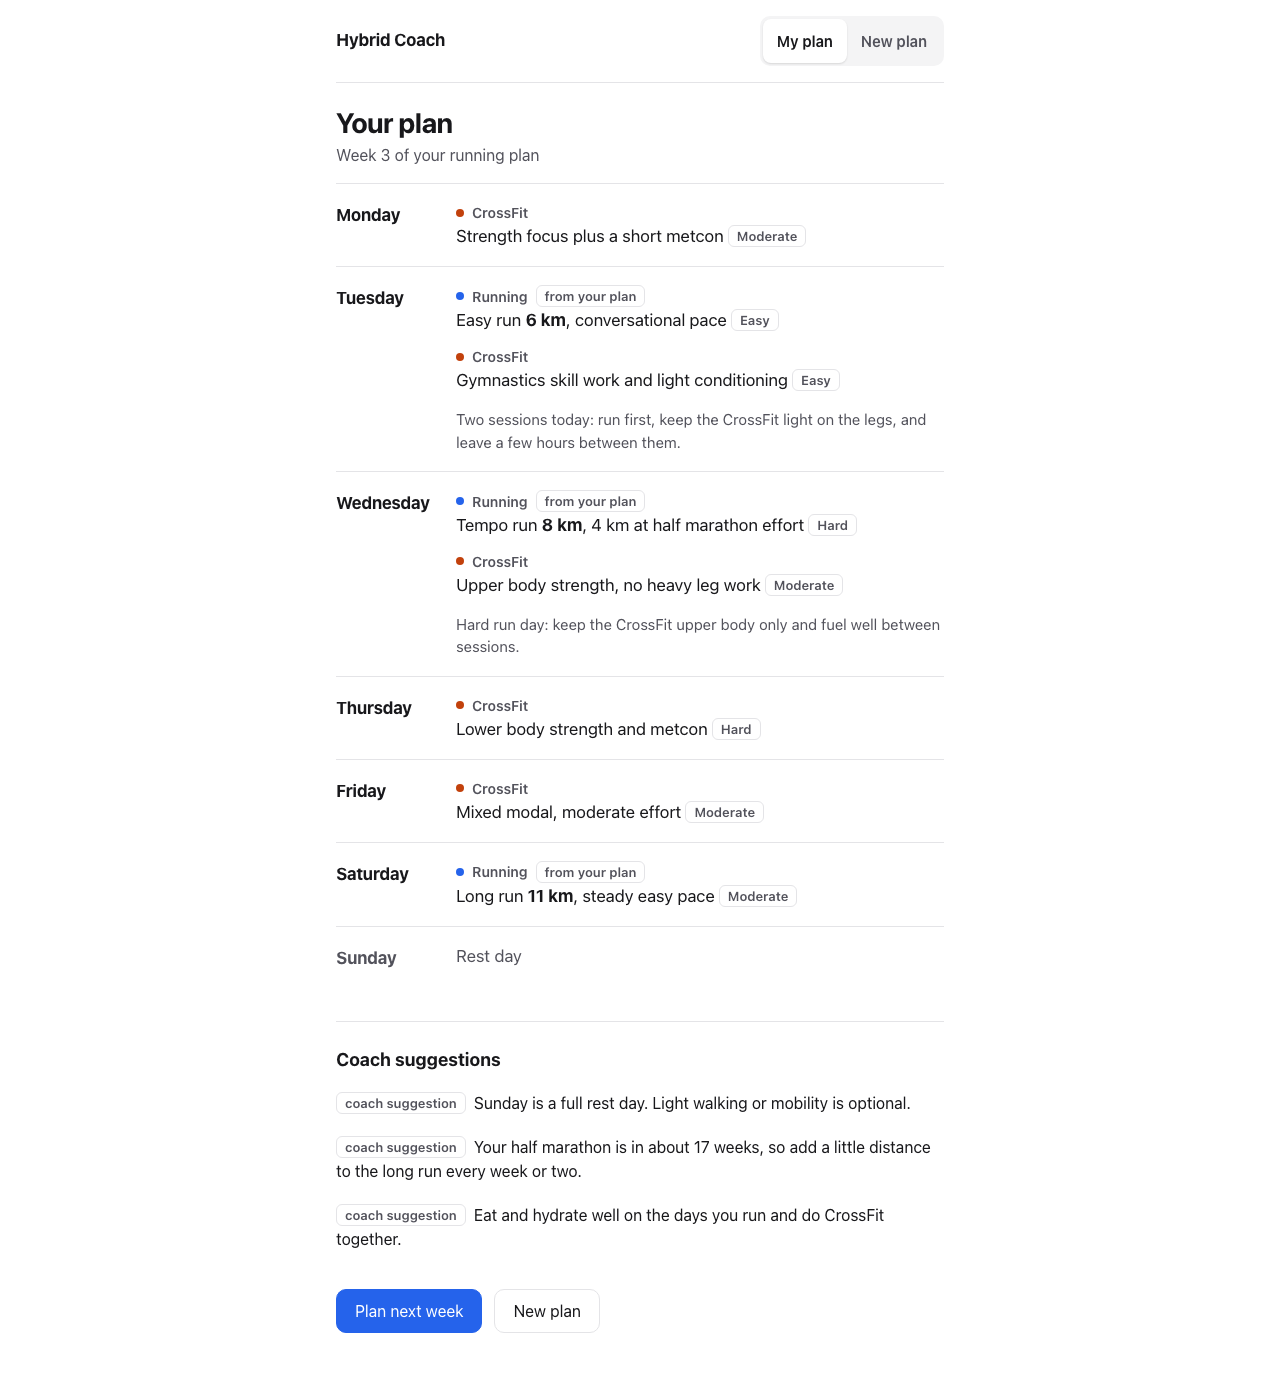 Hybrid Coach
My plan
New plan
Your plan
Week 3 of your running plan
Monday
CrossFit
Strength focus plus a short metcon Moderate
Tuesday
Running from your plan
Easy run 6 km, conversational pace Easy
CrossFit
Gymnastics skill work and light conditioning Easy
Two sessions today: run first, keep the CrossFit light on the legs, and
leave a few hours between them.
Wednesday
Running from your plan
Tempo run 8 km, 4 km at half marathon effort Hard
CrossFit
Upper body strength, no heavy leg work Moderate
Hard run day: keep the CrossFit upper body only and fuel well between
sessions.
Thursday
CrossFit
Lower body strength and metcon Hard
Friday
CrossFit
Mixed modal, moderate effort Moderate
Saturday
Running from your plan
Long run 11 km, steady easy pace Moderate
Sunday
Rest day
Coach suggestions
coach suggestion Sunday is a full rest day. Light walking or mobility is optional.
coach suggestion Your half marathon is in about 17 weeks, so add a little distance
to the long run every week or two.
coach suggestion Eat and hydrate well on the days you run and do CrossFit
together.
Plan next week
New plan